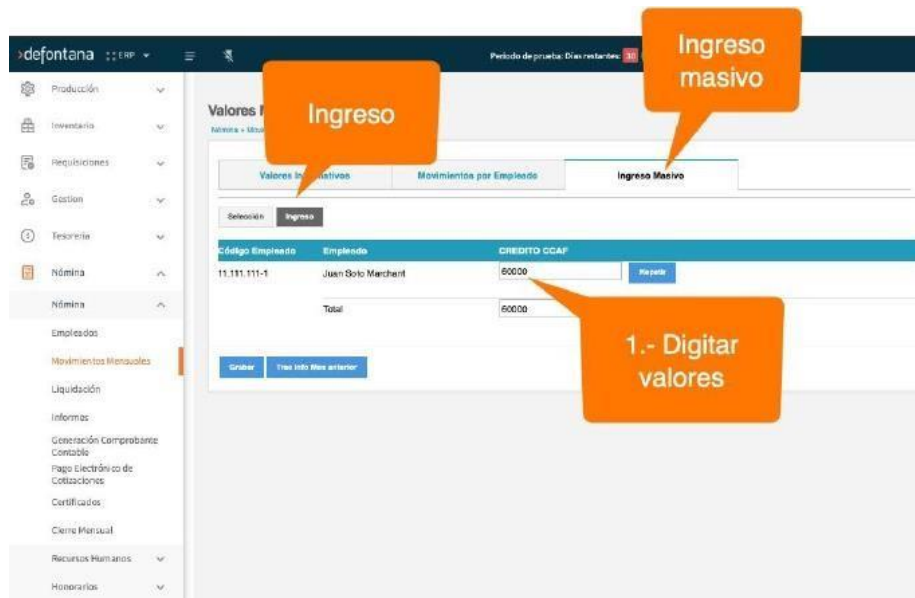 Ingreso masivo
defontana ERP
Periodo de prueba: Días restantes: 30
Ingreso
Valores
Nómina »
Producción
Inventario
Requisiciones
Gestion
Tesorería
Nómina
Nómina
Empleados
Movimientos Mensuales
Liquidación
Informes
Generación Comprobante
Contable
Pago Electrónico de
Cotizaciones
Certificados
Cierre Mensual
Recursos Humanos
Honorarios
Valores Movimientos por Empleado Ingreso Masivo
Selección Ingreso
Código Empleado Empleado CREDITO CCAF
11.111.111-1 Juan Soto Marchant 60000 Repetir
Total 60000
Grabar Trae Info Mes anterior
1.- Digitar
valores